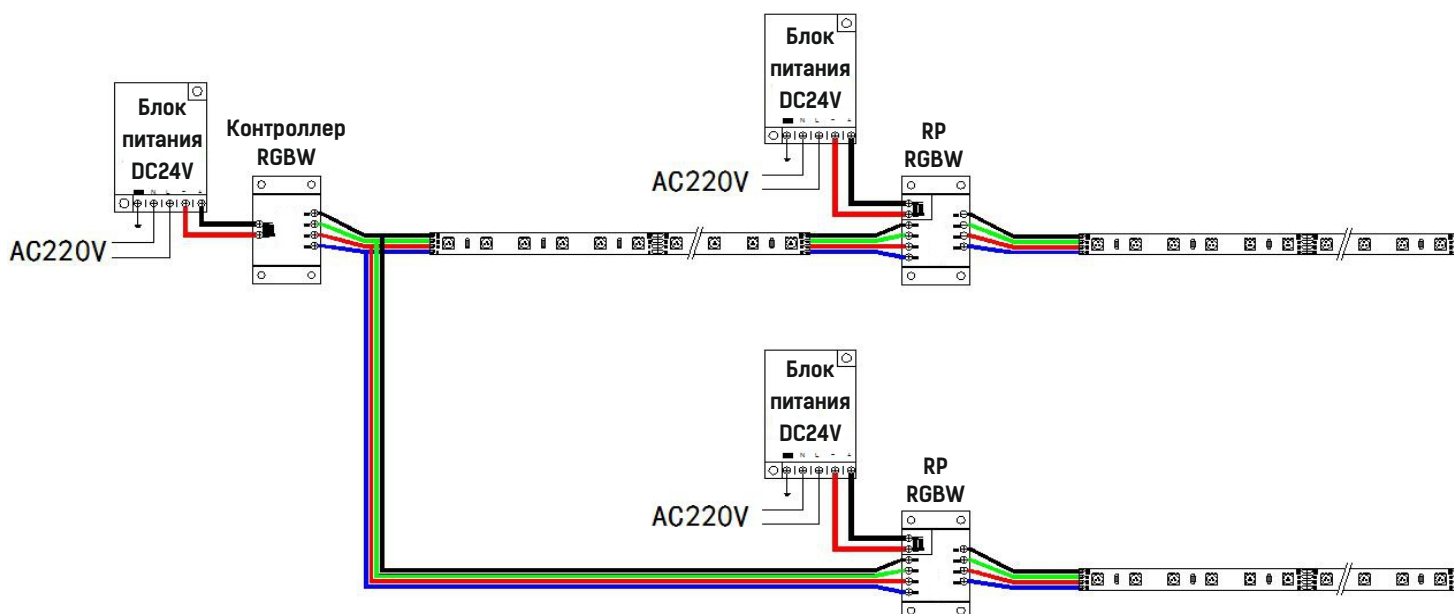 Блок
питания
DC24V
N L - +
AC220V
Контроллер
RGBW
Блок
питания
DC24V
N L - +
AC220V
RP
RGBW
Блок
питания
DC24V
N L - +
AC220V
RP
RGBW